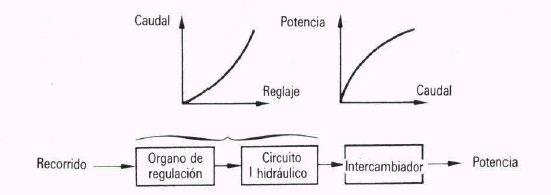 Caudal
Reglaje
Potencia
Caudal
Recorrido
Organo de
regulación
Circuito
hidráulico
Intercambiador
Potencia